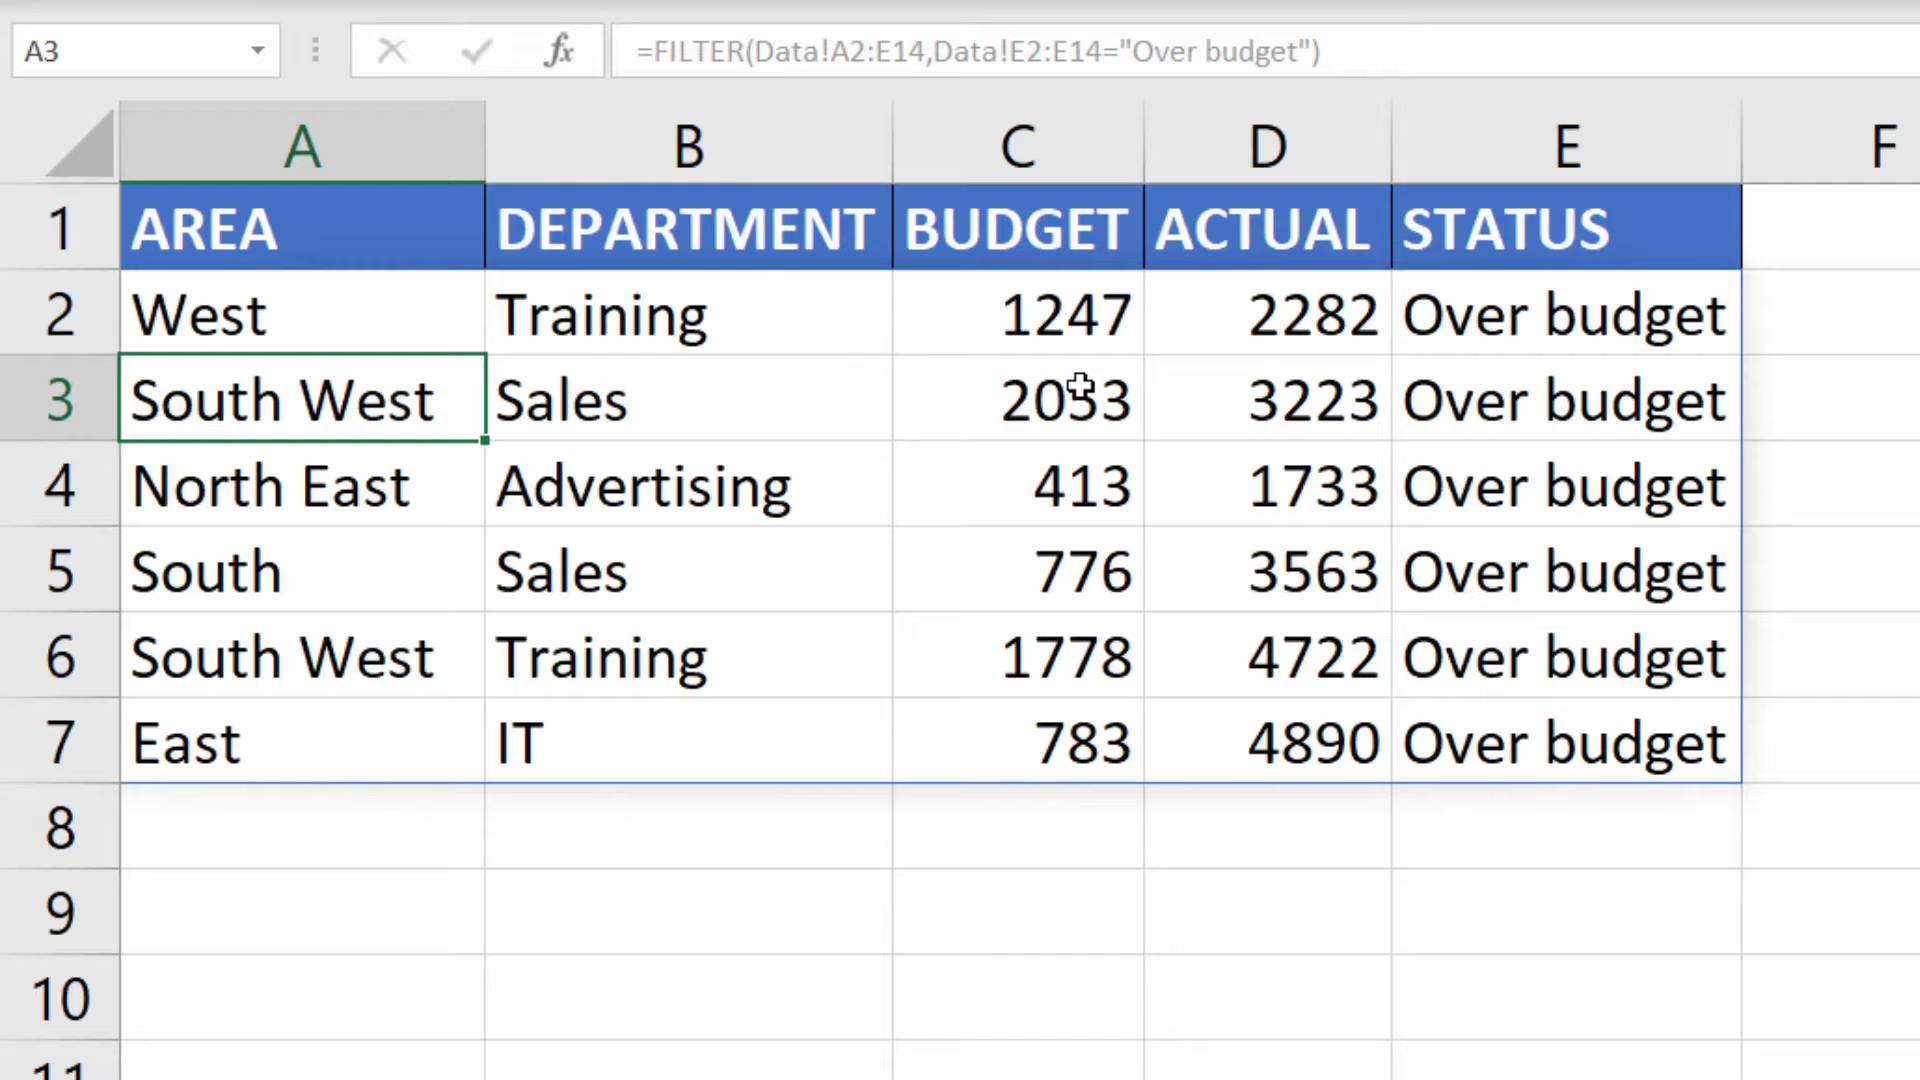 A3 fx =FILTER(Data!A2:E14,Data!E2:E14="Over budget")
A B C D E F
1 AREA DEPARTMENT BUDGET ACTUAL STATUS
2 West Training 1247 2282 Over budget
3 South West Sales 2053 3223 Over budget
4 North East Advertising 413 1733 Over budget
5 South Sales 776 3563 Over budget
6 South West Training 1778 4722 Over budget
7 East IT 783 4890 Over budget
8
9
10
11